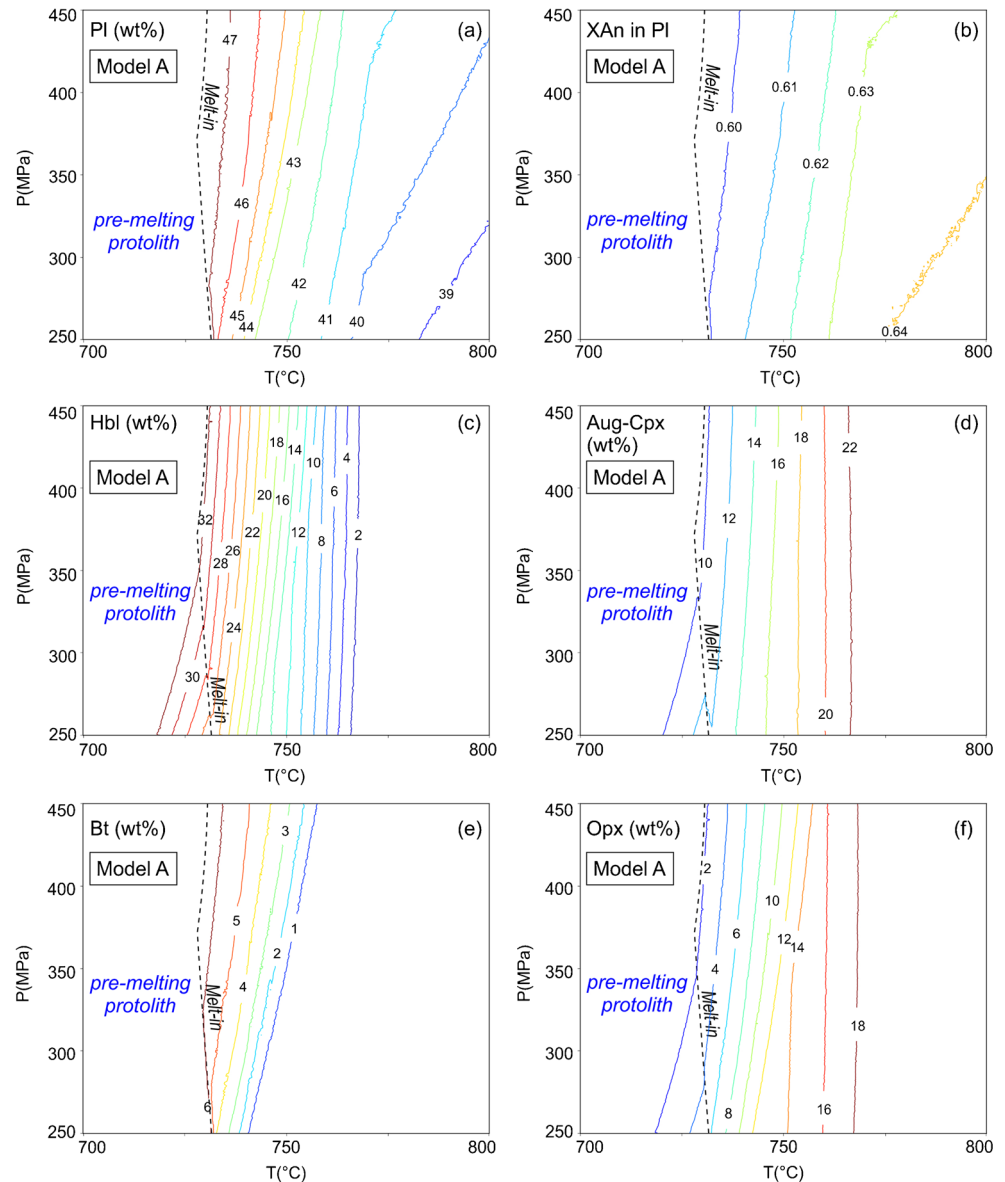 Pl (wt%)
(a)
Model A
Melt-in
pre-melting
protolith
47
46
45
44
43
42
41
40
39
450
400
350
300
250
P(MPa)
700
750
800
T(°C)
XAn in Pl
(b)
Model A
Melt-in
pre-melting
protolith
0.60
0.61
0.62
0.63
0.64
450
400
350
300
250
P(MPa)
700
750
800
T(°C)
Hbl (wt%)
(c)
Model A
Melt-in
pre-melting
protolith
32
30
28
26
24
22
20
18
16
14
12
10
8
6
4
2
450
400
350
300
250
P(MPa)
700
750
800
T(°C)
Aug-Cpx
(wt%)
(d)
Model A
Melt-in
pre-melting
protolith
10
12
14
16
18
20
22
450
400
350
300
250
P(MPa)
700
750
800
T(°C)
Bt (wt%)
(e)
Model A
Melt-in
pre-melting
protolith
6
5
4
3
2
1
450
400
350
300
250
P(MPa)
700
750
800
T(°C)
Opx (wt%)
(f)
Model A
Melt-in
pre-melting
protolith
2
4
6
8
10
12
14
16
18
450
400
350
300
250
P(MPa)
700
750
800
T(°C)